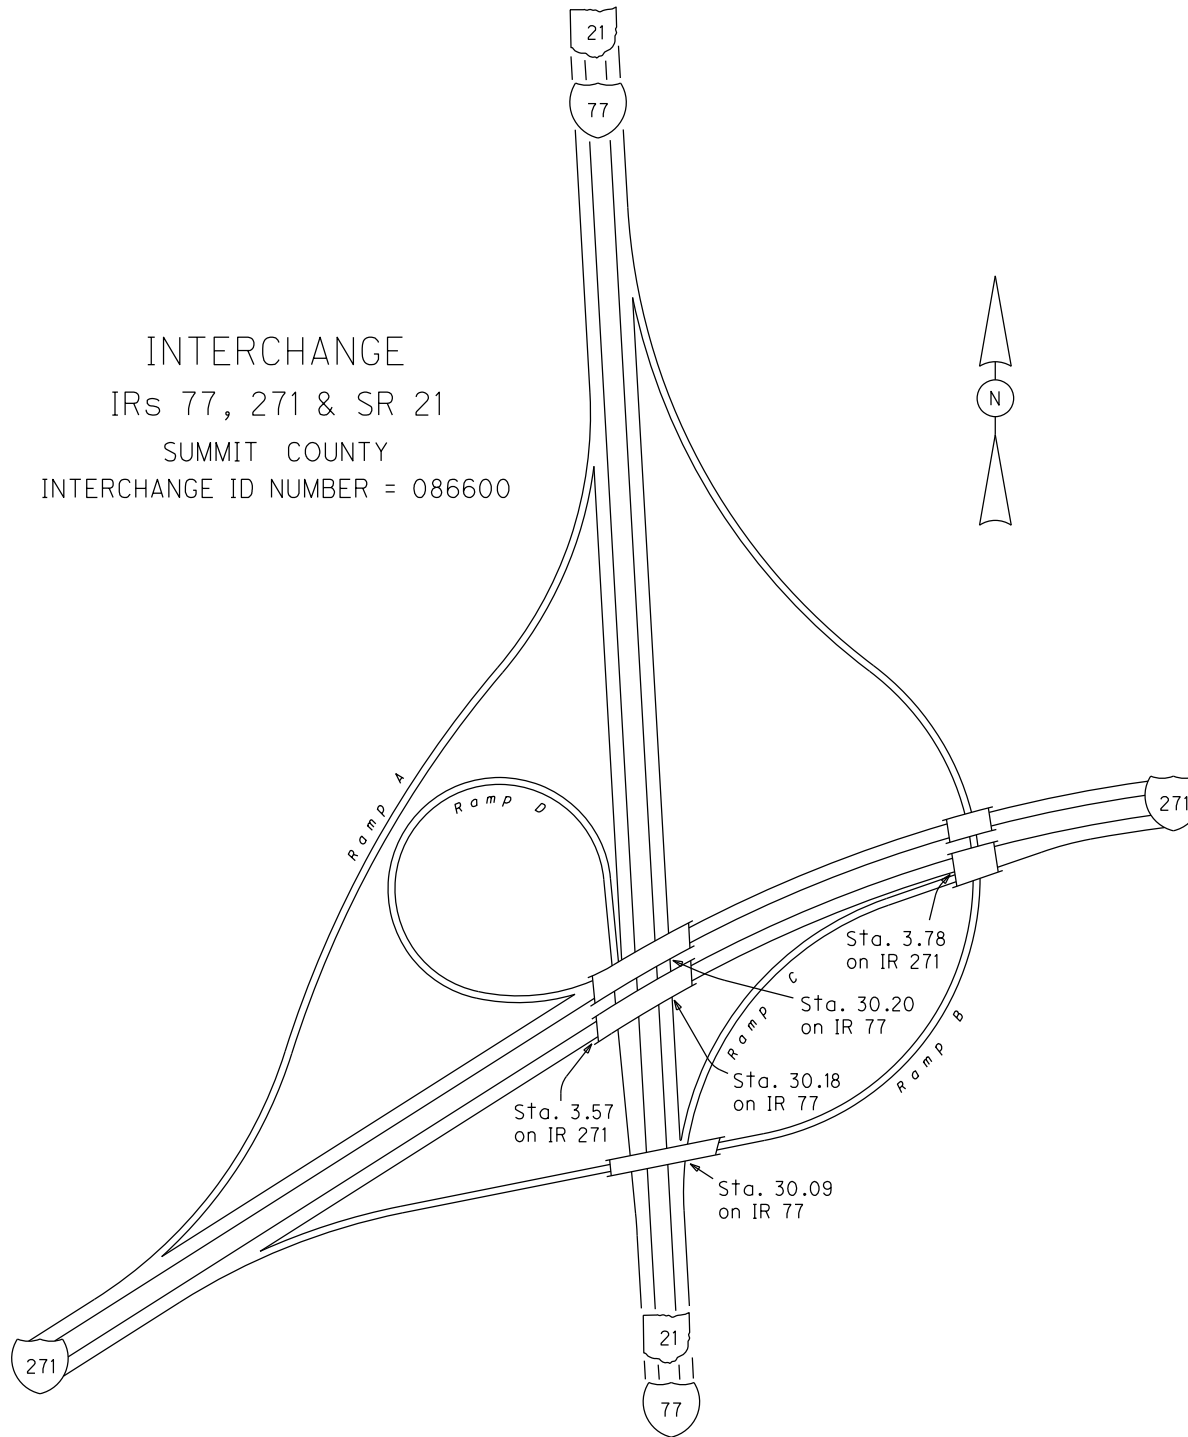 21
77
INTERCHANGE
IRs 77, 271 & SR 21
SUMMIT COUNTY
INTERCHANGE ID NUMBER = 086600
N
Ramp A
Ramp D
271
Sta. 3.78
on IR 271
Ramp C
Sta. 30.20
on IR 77
Ramp B
Sta. 30.18
on IR 77
Sta. 3.57
on IR 271
Sta. 30.09
on IR 77
21
271
77